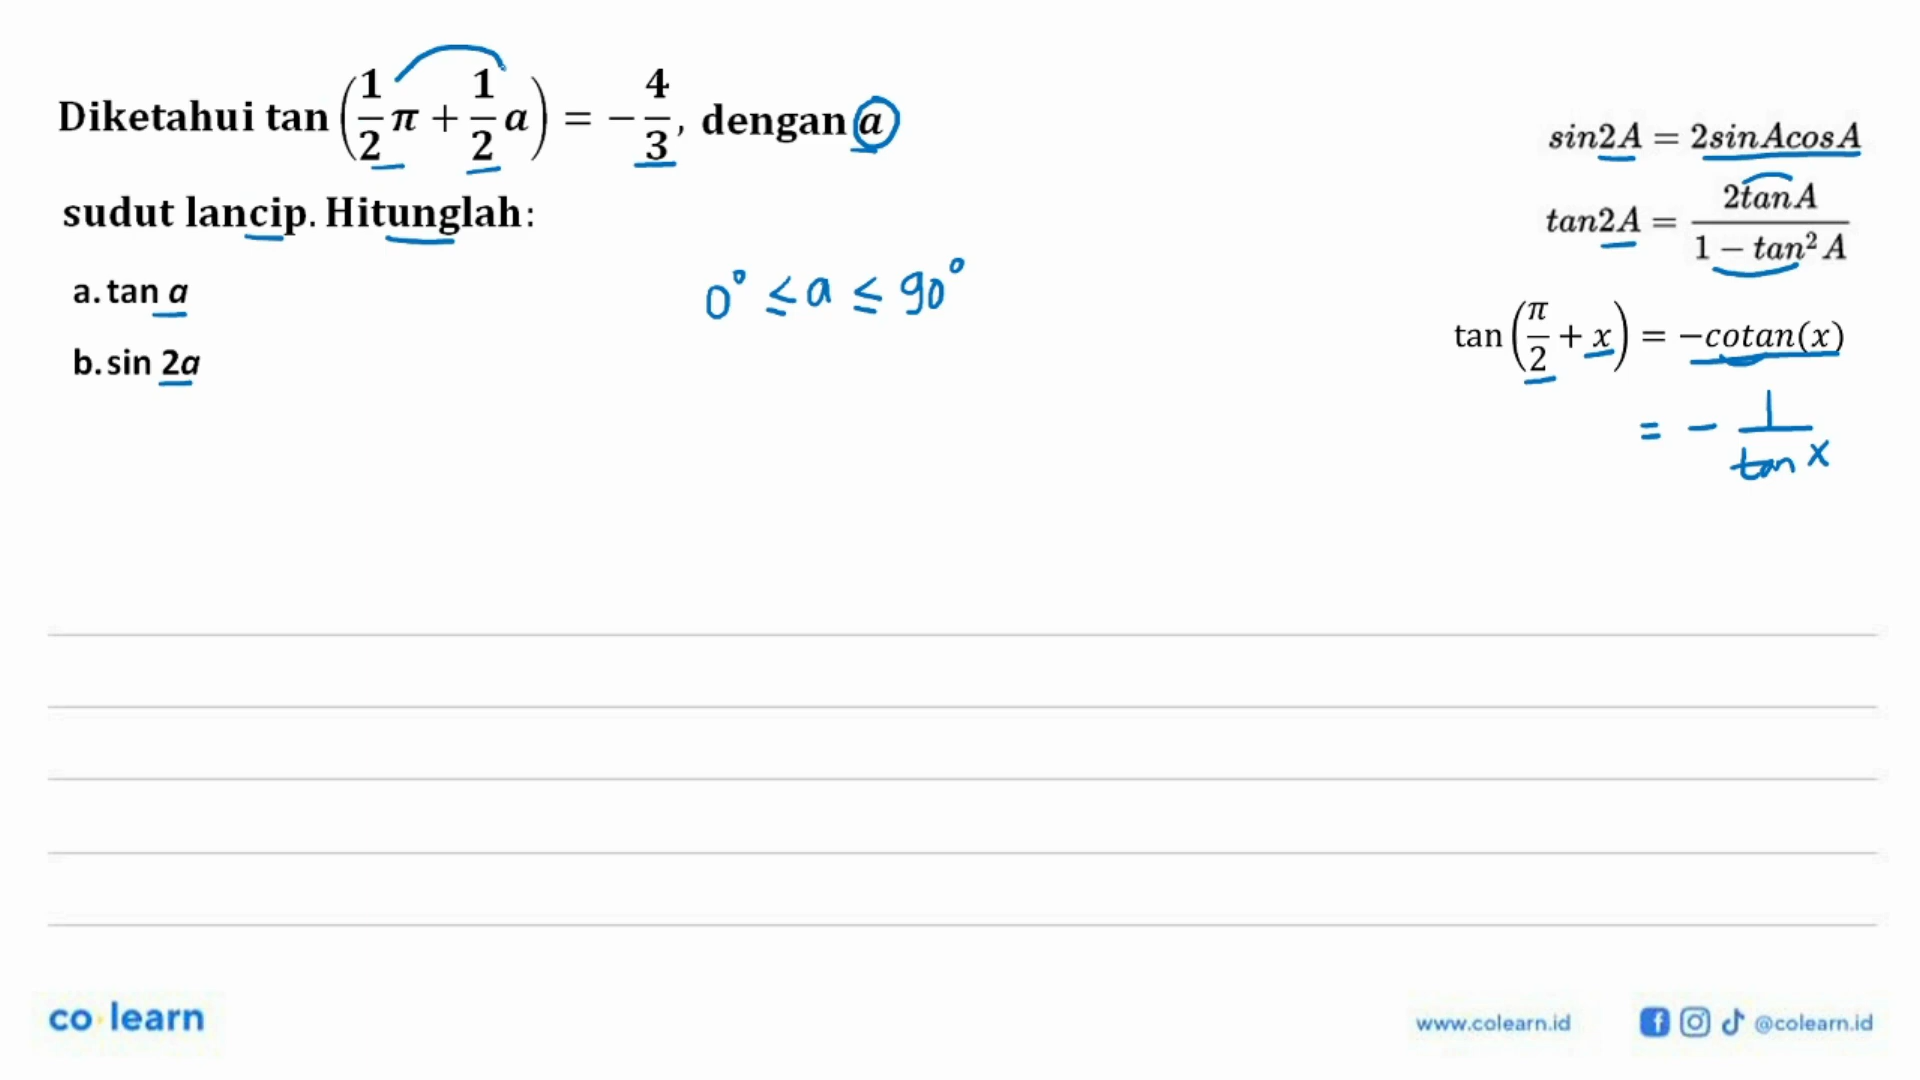 Diketahui tan (1/2 π + 1/2 a) = −4/3, dengan a
sudut lancip. Hitunglah:
a. tan a
b. sin 2a
0° ≤ a ≤ 90°
sin2A = 2sinAcosA
tan2A = 2tanA / 1 − tan² A
tan (π/2 + x) = −cotan(x)
= − 1/tan x
co·learn
www.colearn.id
@colearn.id